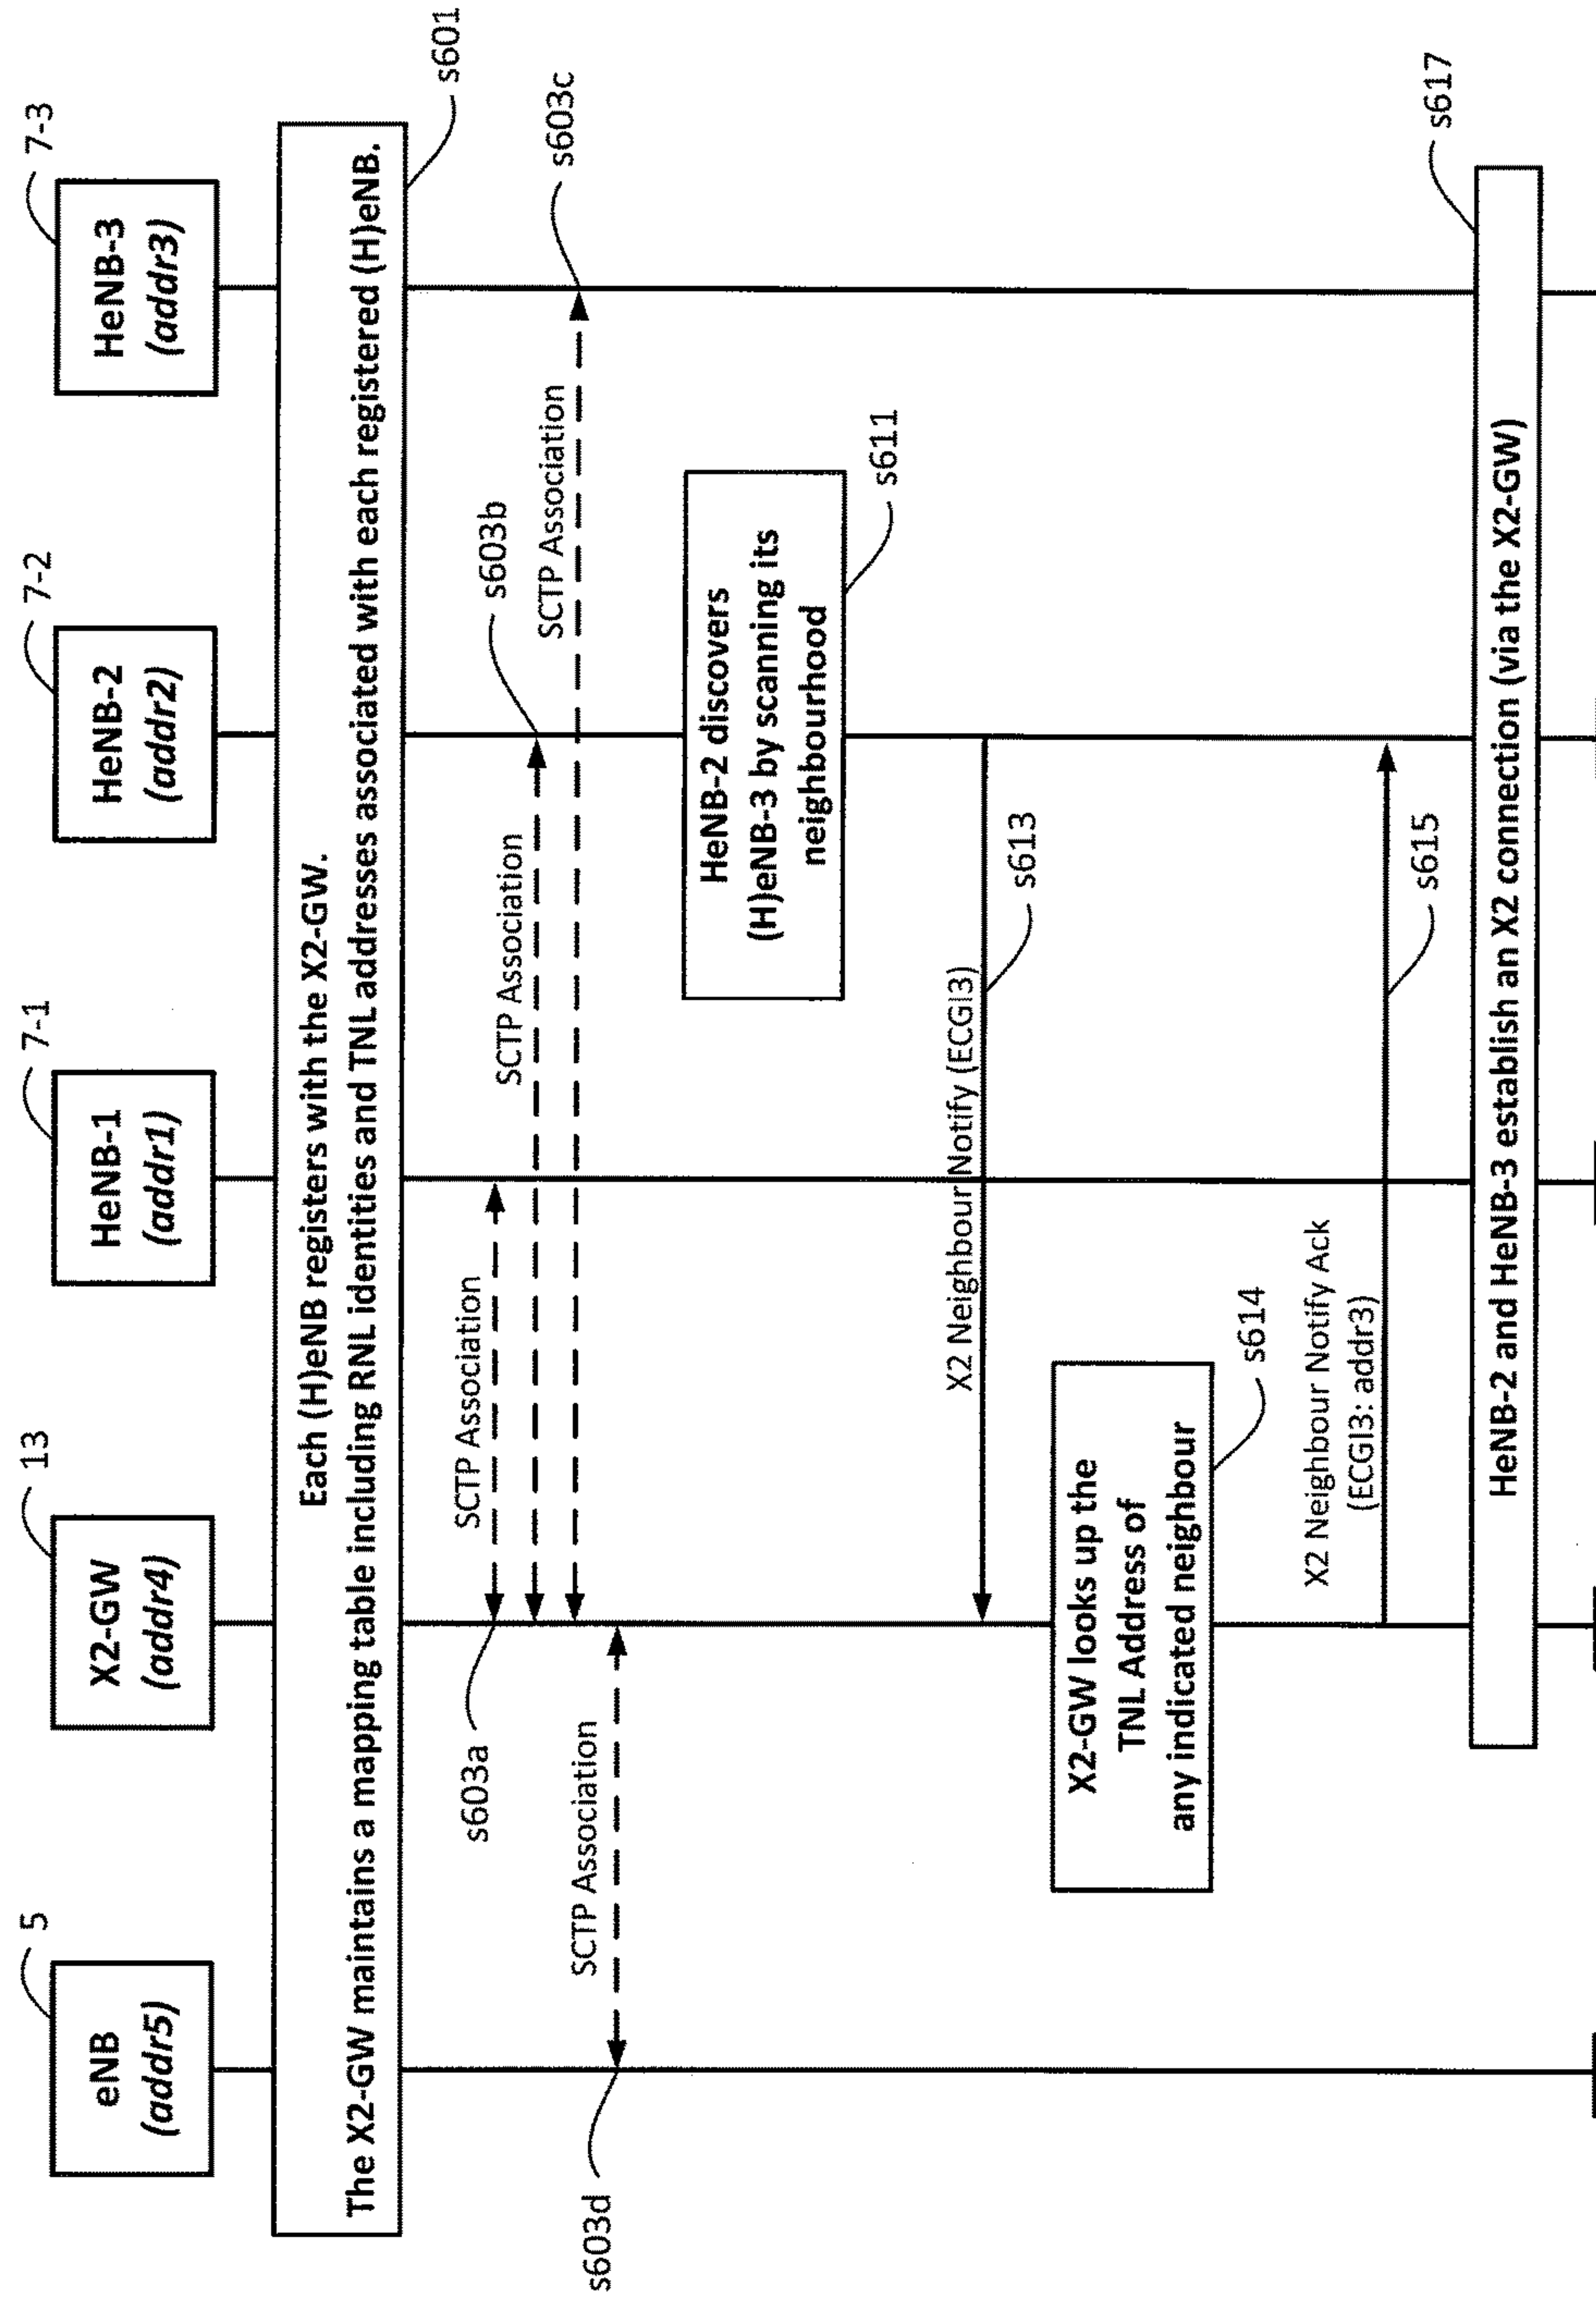 5
eNB
(addr5)
13
X2-GW
(addr4)
7-1
HeNB-1
(addr1)
7-2
HeNB-2
(addr2)
7-3
HeNB-3
(addr3)
Each (H)eNB registers with the X2-GW.
The X2-GW maintains a mapping table including RNL identities and TNL addresses associated with each registered (H)eNB.
s601
SCTP Association
s603a
SCTP Association
s603b
SCTP Association
s603c
SCTP Association
s603d
HeNB-2 discovers
(H)eNB-3 by scanning its
neighbourhood
s611
X2 Neighbour Notify (ECGI3)
s613
X2-GW looks up the
TNL Address of
any indicated neighbour
s614
X2 Neighbour Notify Ack
(ECGI3: addr3)
s615
HeNB-2 and HeNB-3 establish an X2 connection (via the X2-GW)
s617